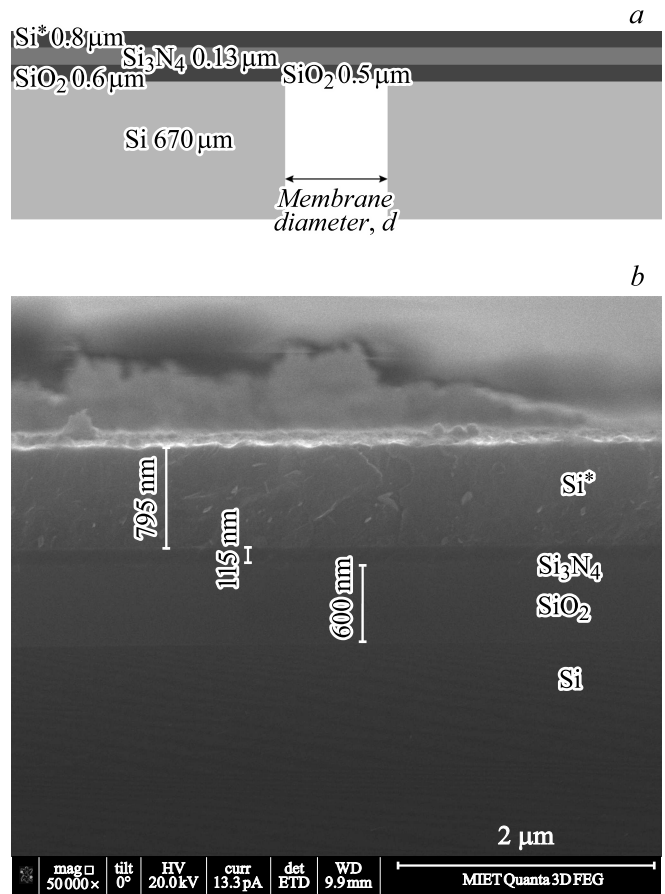 a
Si* 0.8 μm
Si₃N₄ 0.13 μm
SiO₂ 0.6 μm
SiO₂ 0.5 μm
Si 670 μm
Membrane
diameter, d
b
795 nm
Si*
115 nm
Si₃N₄
600 nm
SiO₂
Si
2 μm
mag □
50 000 ×
tilt
0°
HV
20.0 kV
curr
13.3 pA
det
ETD
WD
9.9 mm
MIET Quanta 3D FEG